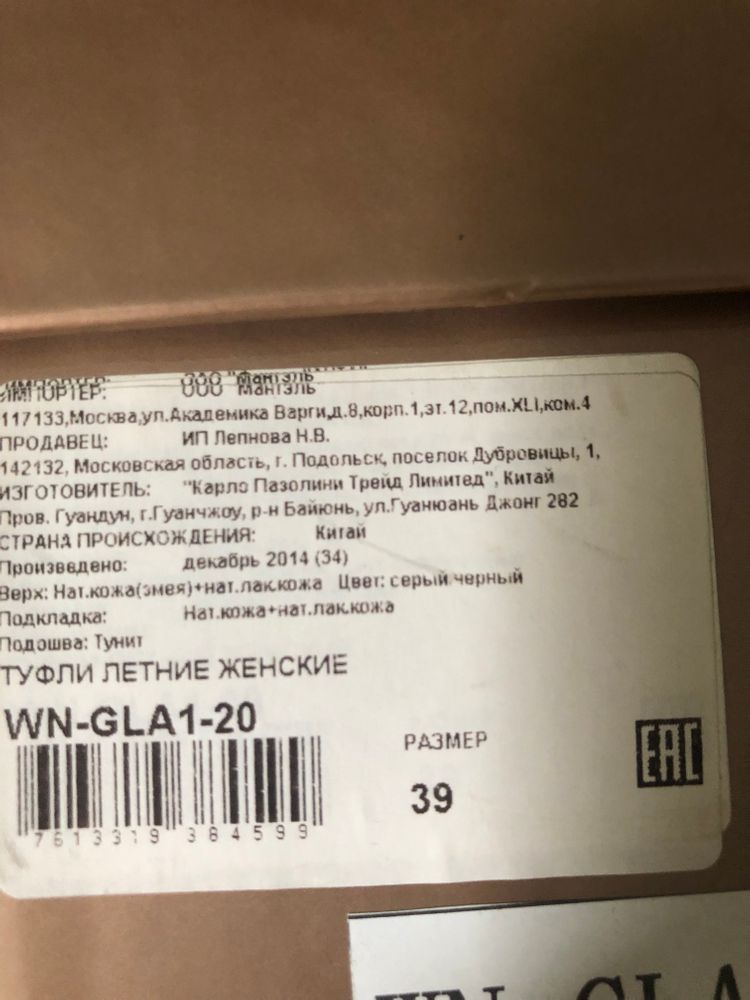 ИМПОРТЕР: ООО "Мантэль
117133,Москва,ул.Академика Варги,д.8,корп.1,эт.12,пом.XLI,ком.4
ПРОДАВЕЦ: ИП Лепнова Н.В.
142132, Московская область, г. Подольск, поселок Дубровицы, 1,
ИЗГОТОВИТЕЛЬ: "Карло Пазолини Трейд Лимитед", Китай
Пров. Гуандун, г.Гуанчжоу, р-н Байюнь, ул.Гуанюань Джонг 282
СТРАНА ПРОИСХОЖДЕНИЯ: Китай
Произведено: декабрь 2014 (34)
Верх: Нат.кожа(змея)+нат.лак.кожа Цвет: серый.черный
Подкладка: Нат.кожа+нат.лак.кожа
Подошва: Тунит
ТУФЛИ ЛЕТНИЕ ЖЕНСКИЕ
WN-GLA1-20
РАЗМЕР
39
EAC
7613319 384599
WN-GLA